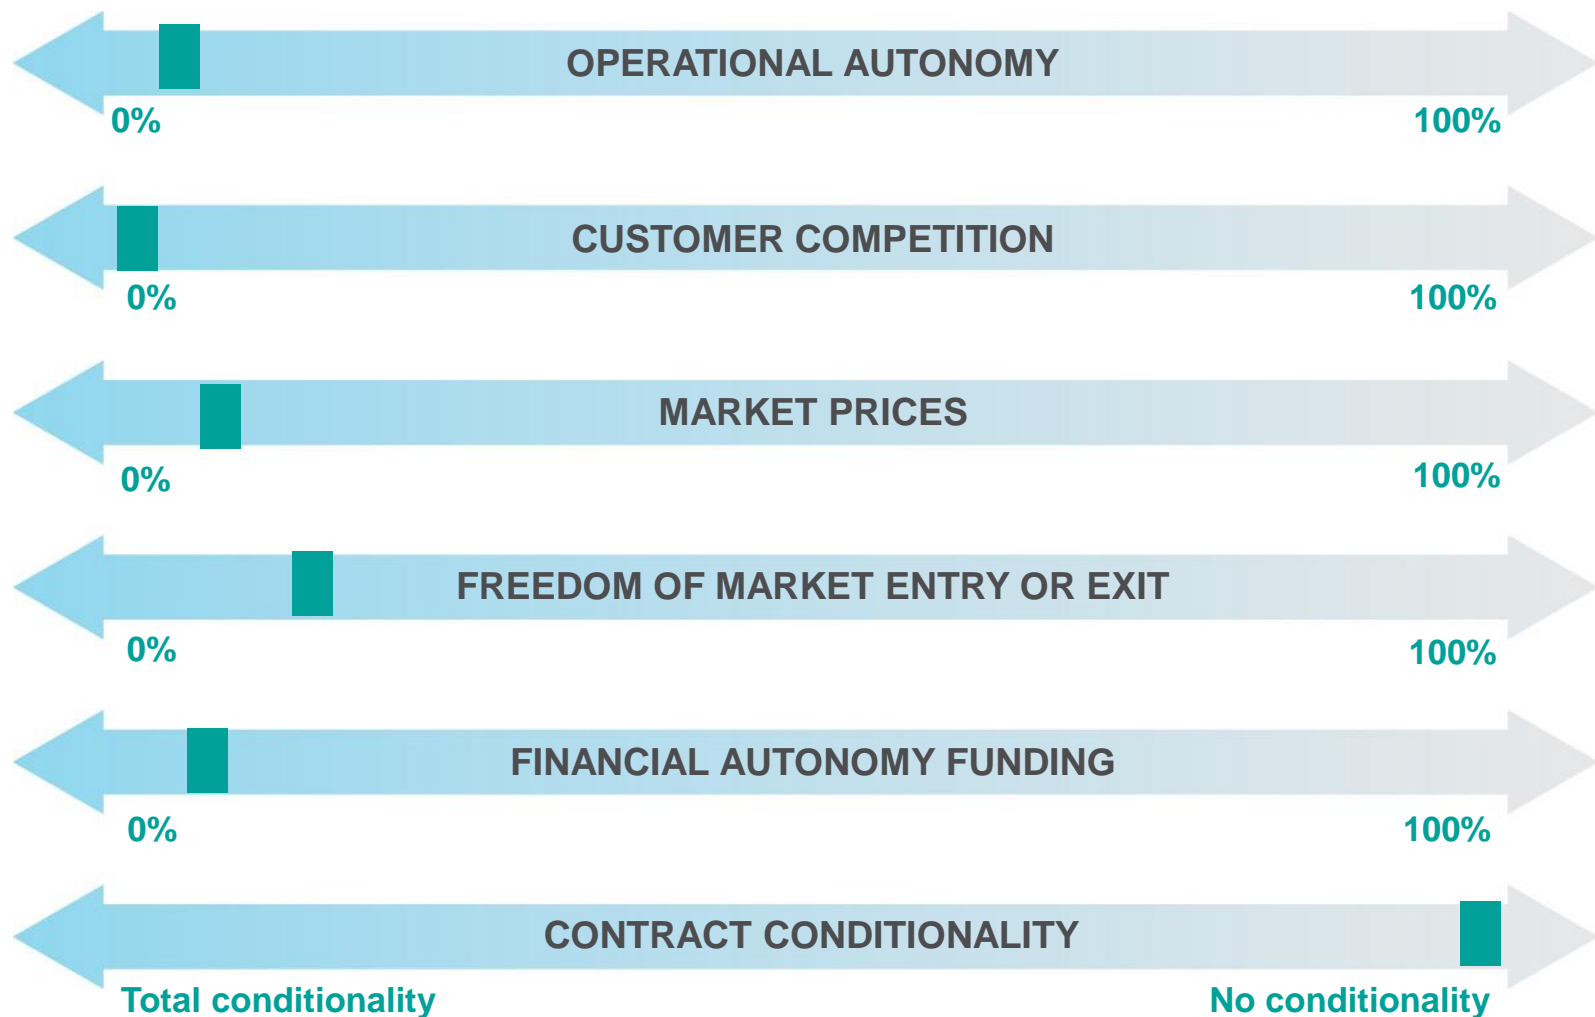 OPERATIONAL AUTONOMY
0%
100%
CUSTOMER COMPETITION
0%
100%
MARKET PRICES
0%
100%
FREEDOM OF MARKET ENTRY OR EXIT
0%
100%
FINANCIAL AUTONOMY FUNDING
0%
100%
CONTRACT CONDITIONALITY
Total conditionality
No conditionality